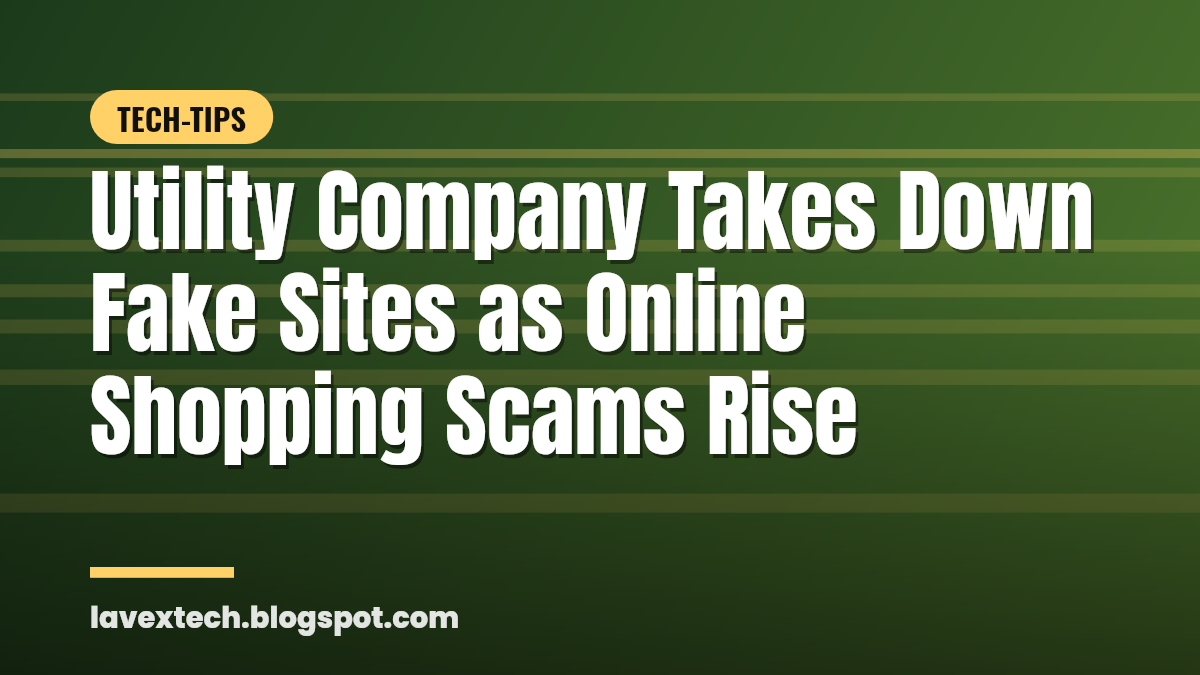 TECH-TIPS
Utility Company Takes Down
Fake Sites as Online
Shopping Scams Rise
lavextech.blogspot.com